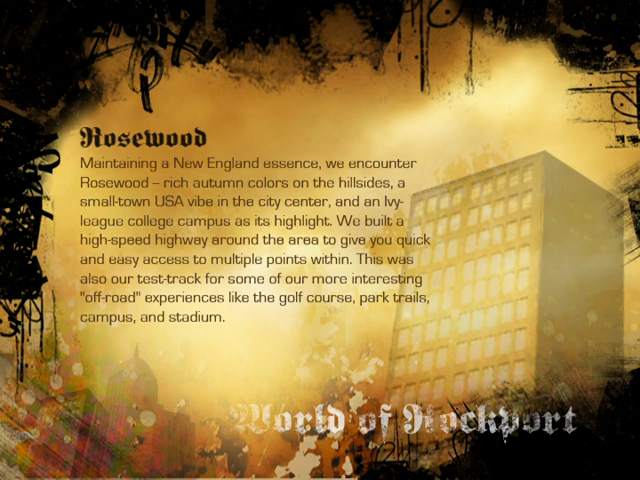 Rosewood
Maintaining a New England essence, we encounter
Rosewood – rich autumn colors on the hillsides, a
small-town USA vibe in the city center, and an Ivy-
league college campus as its highlight. We built a
high-speed highway around the area to give you quick
and easy access to multiple points within. This was
also our test-track for some of our more interesting
"off-road" experiences like the golf course, park trails,
campus, and stadium.
World of Rockport